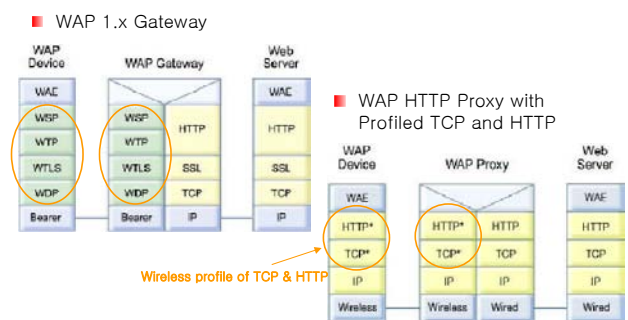 WAP 1.x Gateway
WAP Device
WAP Gateway
Web Server
WAE
WAE
WSP
WSP
HTTP
HTTP
WTP
WTP
WTLS
WTLS
SSL
SSL
WDP
WDP
TCP
TCP
Bearer
Bearer
IP
IP
WAP HTTP Proxy with
Profiled TCP and HTTP
WAP Device
WAP Proxy
Web Server
WAE
WAE
HTTP*
HTTP*
HTTP
HTTP
TCP*
TCP*
TCP
TCP
IP
IP
IP
IP
Wireless
Wireless
Wired
Wired
Wireless profile of TCP & HTTP